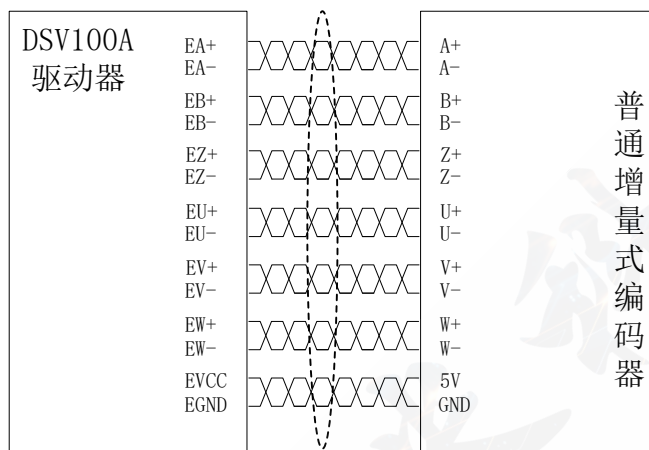 DSV100A
驱动器
EA+
EA-
EB+
EB-
EZ+
EZ-
EU+
EU-
EV+
EV-
EW+
EW-
EVCC
EGND
A+
A-
B+
B-
Z+
Z-
U+
U-
V+
V-
W+
W-
5V
GND
普通增量式编码器